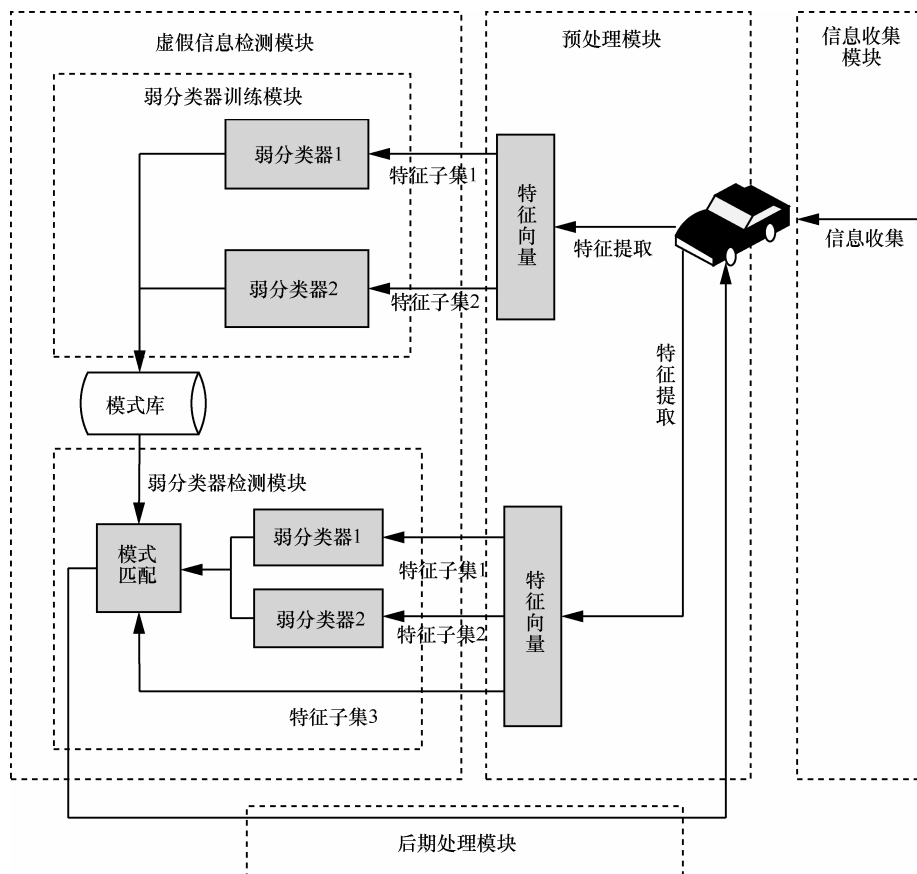 虚假信息检测模块
预处理模块
信息收集
模块
弱分类器训练模块
弱分类器1
特征子集1
特征向量
特征提取
信息收集
弱分类器2
特征子集2
特征提取
模式库
弱分类器检测模块
模式
匹配
弱分类器1
特征子集1
弱分类器2
特征子集2
特征向量
特征子集3
后期处理模块